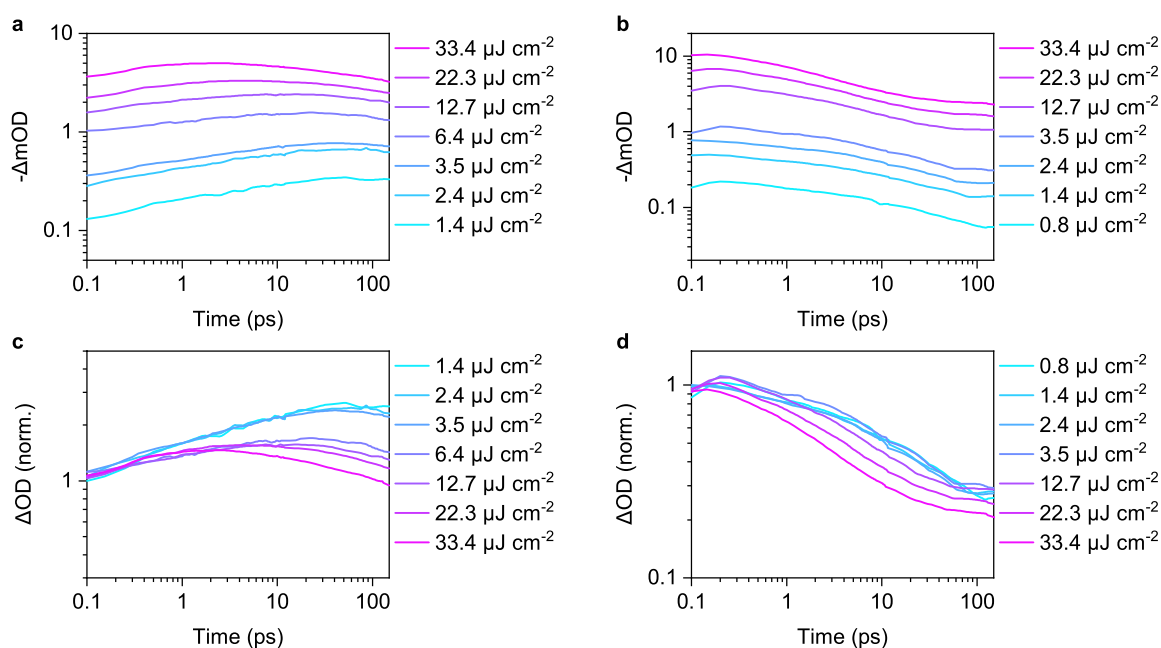 a
10
1
0.1
-ΔmOD
0.1
1
10
100
Time (ps)
33.4 µJ cm-2
22.3 µJ cm-2
12.7 µJ cm-2
6.4 µJ cm-2
3.5 µJ cm-2
2.4 µJ cm-2
1.4 µJ cm-2
b
10
1
0.1
-ΔmOD
0.1
1
10
100
Time (ps)
33.4 µJ cm-2
22.3 µJ cm-2
12.7 µJ cm-2
3.5 µJ cm-2
2.4 µJ cm-2
1.4 µJ cm-2
0.8 µJ cm-2
c
1
ΔOD (norm.)
0.1
1
10
100
Time (ps)
1.4 µJ cm-2
2.4 µJ cm-2
3.5 µJ cm-2
6.4 µJ cm-2
12.7 µJ cm-2
22.3 µJ cm-2
33.4 µJ cm-2
d
1
0.1
ΔOD (norm.)
0.1
1
10
100
Time (ps)
0.8 µJ cm-2
1.4 µJ cm-2
2.4 µJ cm-2
3.5 µJ cm-2
12.7 µJ cm-2
22.3 µJ cm-2
33.4 µJ cm-2